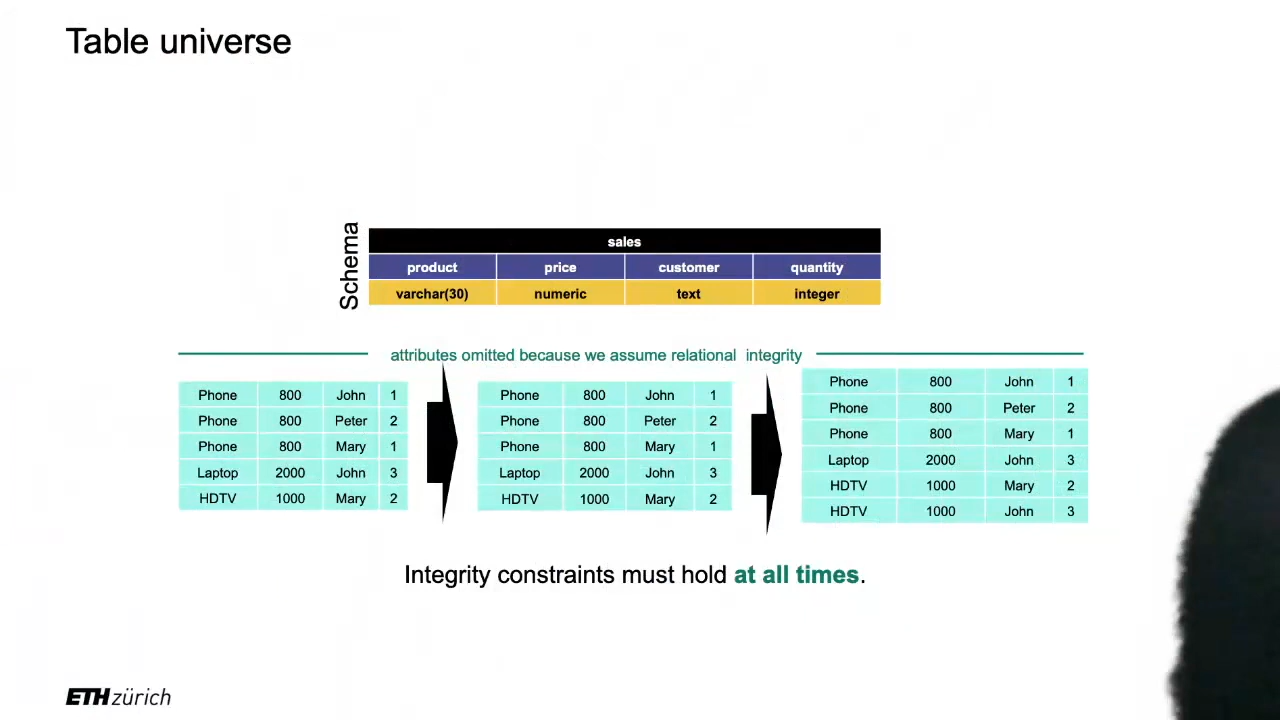 Table universe
Schema
sales
product price customer quantity
varchar(30) numeric text integer
attributes omitted because we assume relational integrity
Phone 800 John 1
Phone 800 Peter 2
Phone 800 Mary 1
Laptop 2000 John 3
HDTV 1000 Mary 2
Phone 800 John 1
Phone 800 Peter 2
Phone 800 Mary 1
Laptop 2000 John 3
HDTV 1000 Mary 2
Phone 800 John 1
Phone 800 Peter 2
Phone 800 Mary 1
Laptop 2000 John 3
HDTV 1000 Mary 2
HDTV 1000 John 3
Integrity constraints must hold at all times.
ETH zürich